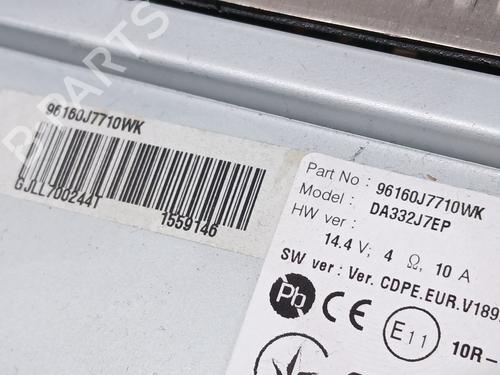 B-PARTS
96160J7710WK
GJLL700244T
1559146
Part No : 96160J7710WK
Model : DA332J7EP
HW ver :
14.4 V; 4 Ω, 10 A
SW ver : Ver. CDPE.EUR.V189
Pb
CE
E11
10R-